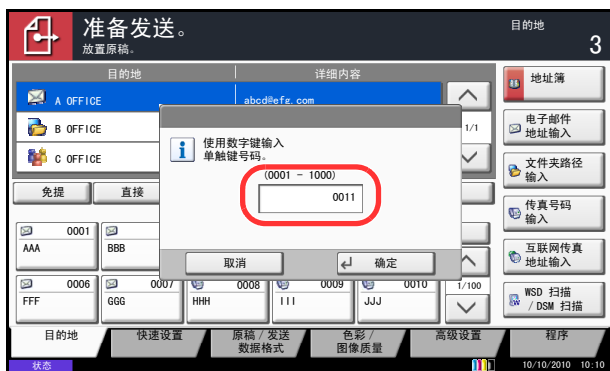 准备发送。
放置原稿。
目的地
3
目的地 详细内容
A OFFICE abcd@efg.com
B OFFICE
C OFFICE
1/1
使用数字键输入
单触键号码。
(0001 - 1000)
0011
取消 确定
免提 直接
0001
AAA
BBB
0006 0007 0008 0009 0010
FFF GGG HHH III JJJ
1/100
地址簿
电子邮件
地址输入
文件夹路径
输入
传真号码
输入
互联网传真
地址输入
WSD 扫描
/ DSM 扫描
目的地 快速设置 原稿 / 发送
数据格式 色彩 /
图像质量 高级设置 程序
状态 10/10/2010 10:10